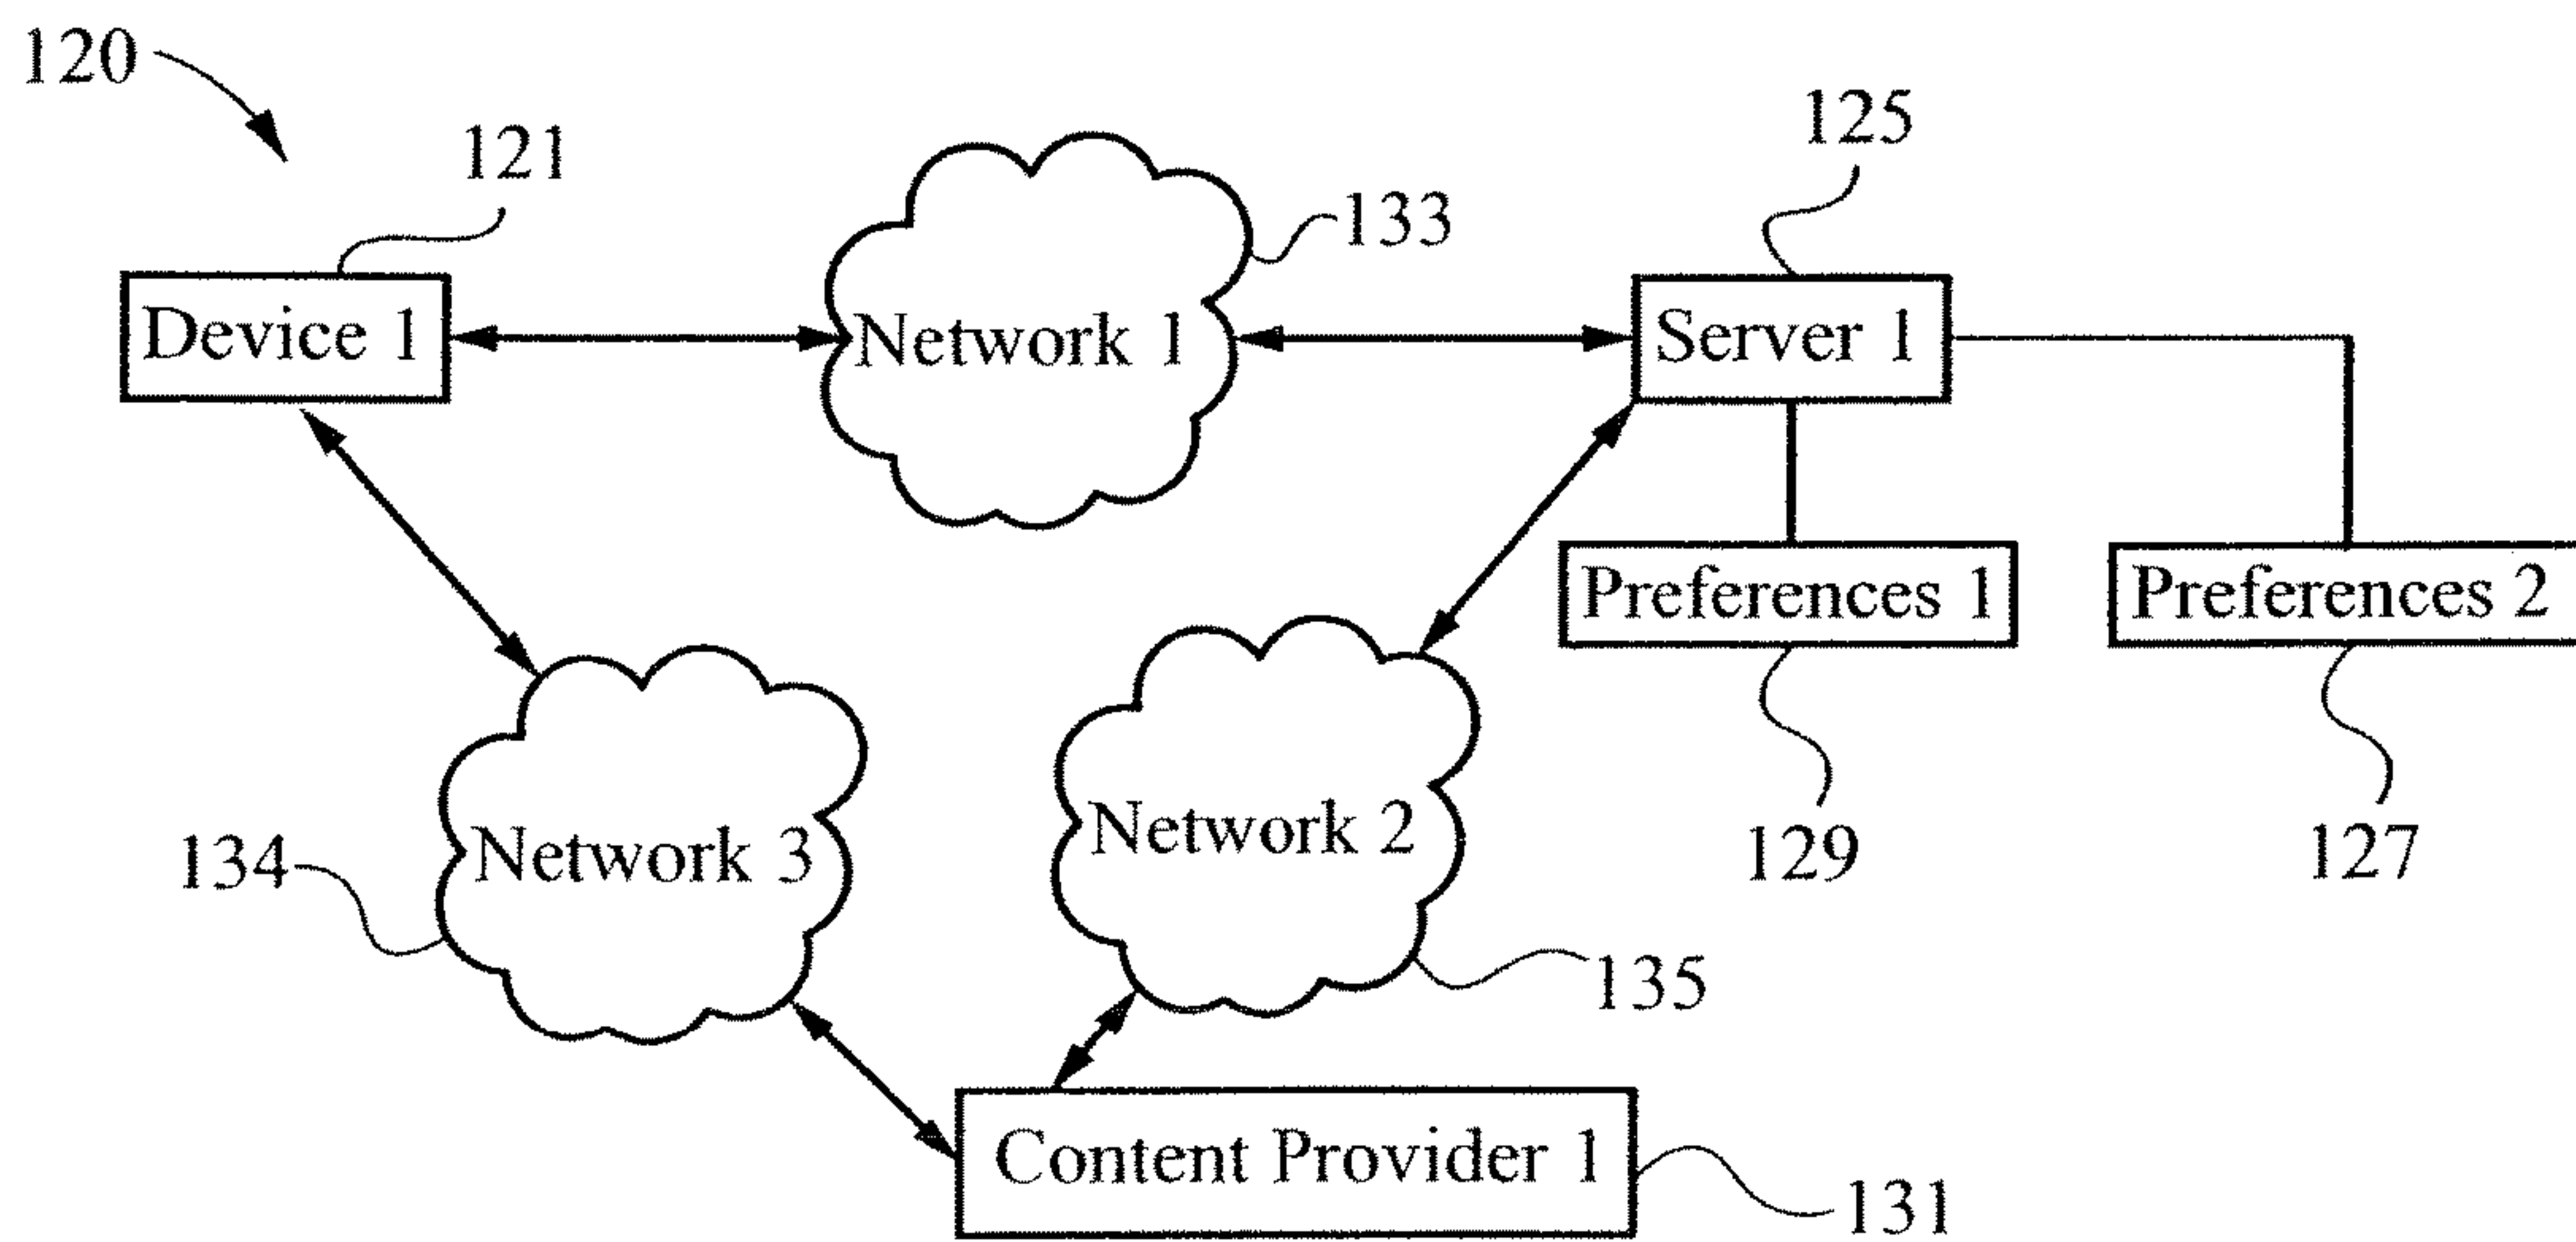 120
121
125
133
Device 1
Network 1
Server 1
Preferences 1
Preferences 2
Network 3
Network 2
134
129
127
135
Content Provider 1
131